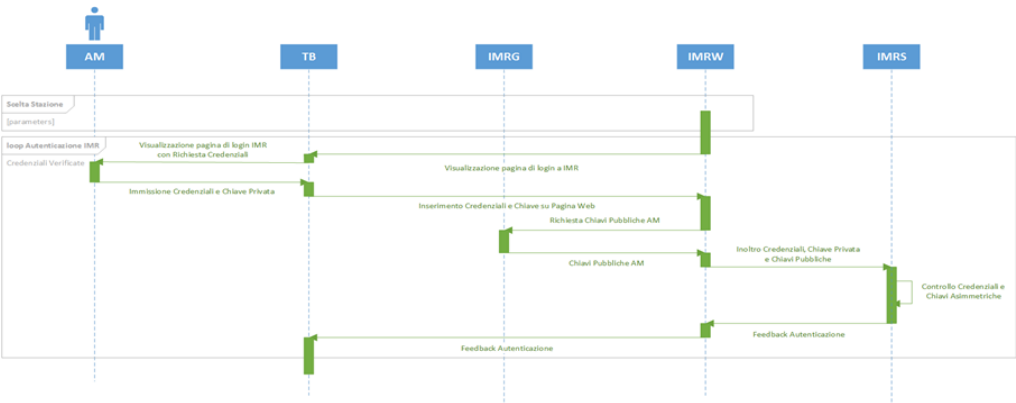 AM
TB
IMRG
IMRW
IMRS
Scelta Stazione
[parameters]
loop Autenticazione IMR
Credenziali Verificate
Visualizzazione pagina di login IMR
con Richiesta Credenziali
Visualizzazione pagina di login a IMR
Immissione Credenziali e Chiave Privata
Inserimento Credenziali e Chiave su Pagina Web
Richiesta Chiavi Pubbliche AM
Chiavi Pubbliche AM
Inoltro Credenziali, Chiave Privata
e Chiavi Pubbliche
Controllo Credenziali e
Chiavi Asimmetriche
Feedback Autenticazione
Feedback Autenticazione